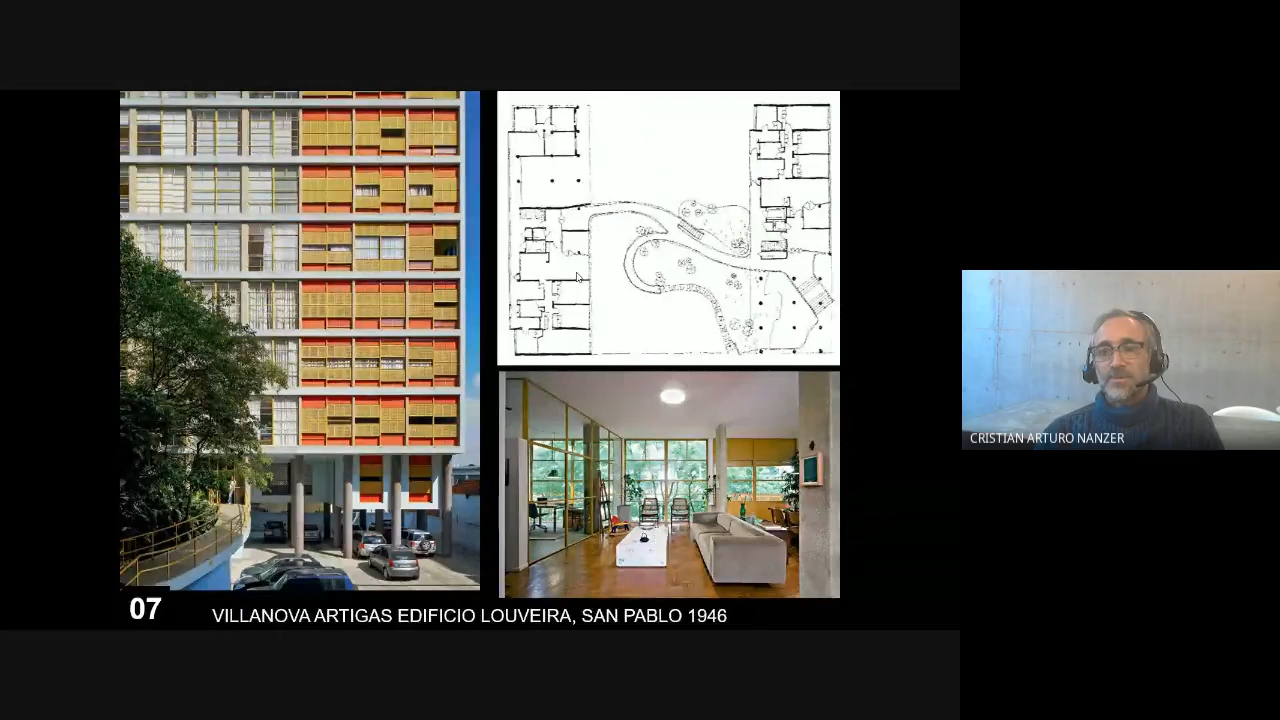 07
VILLANOVA ARTIGAS EDIFICIO LOUVEIRA, SAN PABLO 1946
CRISTIAN ARTURO NANZER